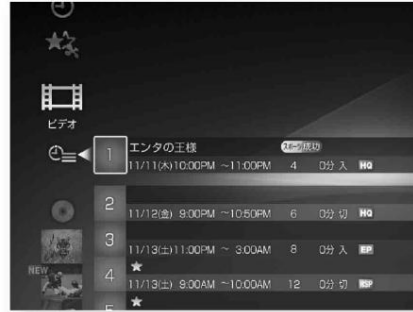 ビデオ
1
エンタの王様
11/11(木)10:00PM ~11:00PM 4 0分 入 HQ
2
11/12(金) 9:00PM ~10:50PM 6 0分 切 HQ
3
11/13(土)11:00PM ~ 3:00AM 8 0分 入 EP
★
4
11/13(土) 9:00AM ~10:00AM 12 0分 切 RSP
★
5
NEW